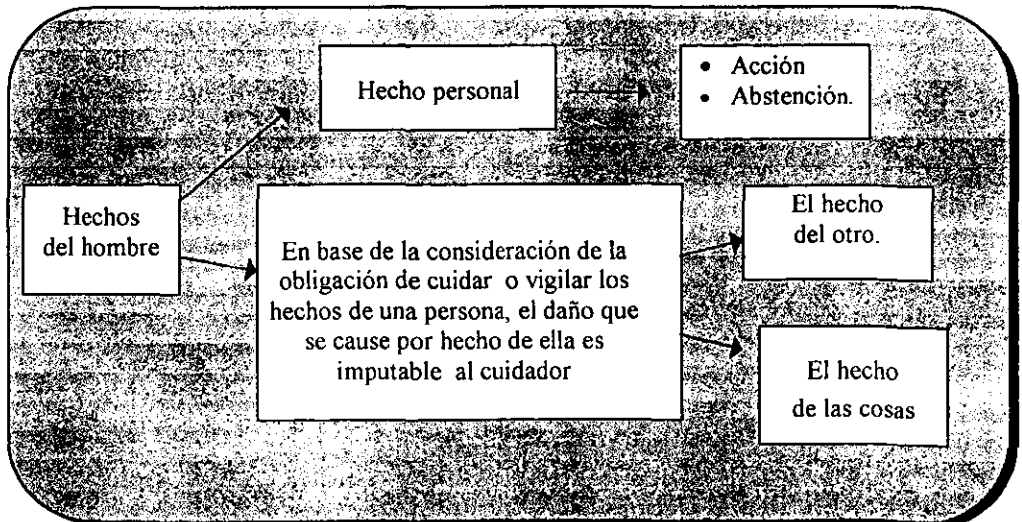 Hecho personal
• Acción
• Abstención.
Hechos
del hombre
En base de la consideración de la
obligación de cuidar o vigilar los
hechos de una persona, el daño que
se cause por hecho de ella es
imputable al cuidador
El hecho
del otro.
El hecho
de las cosas